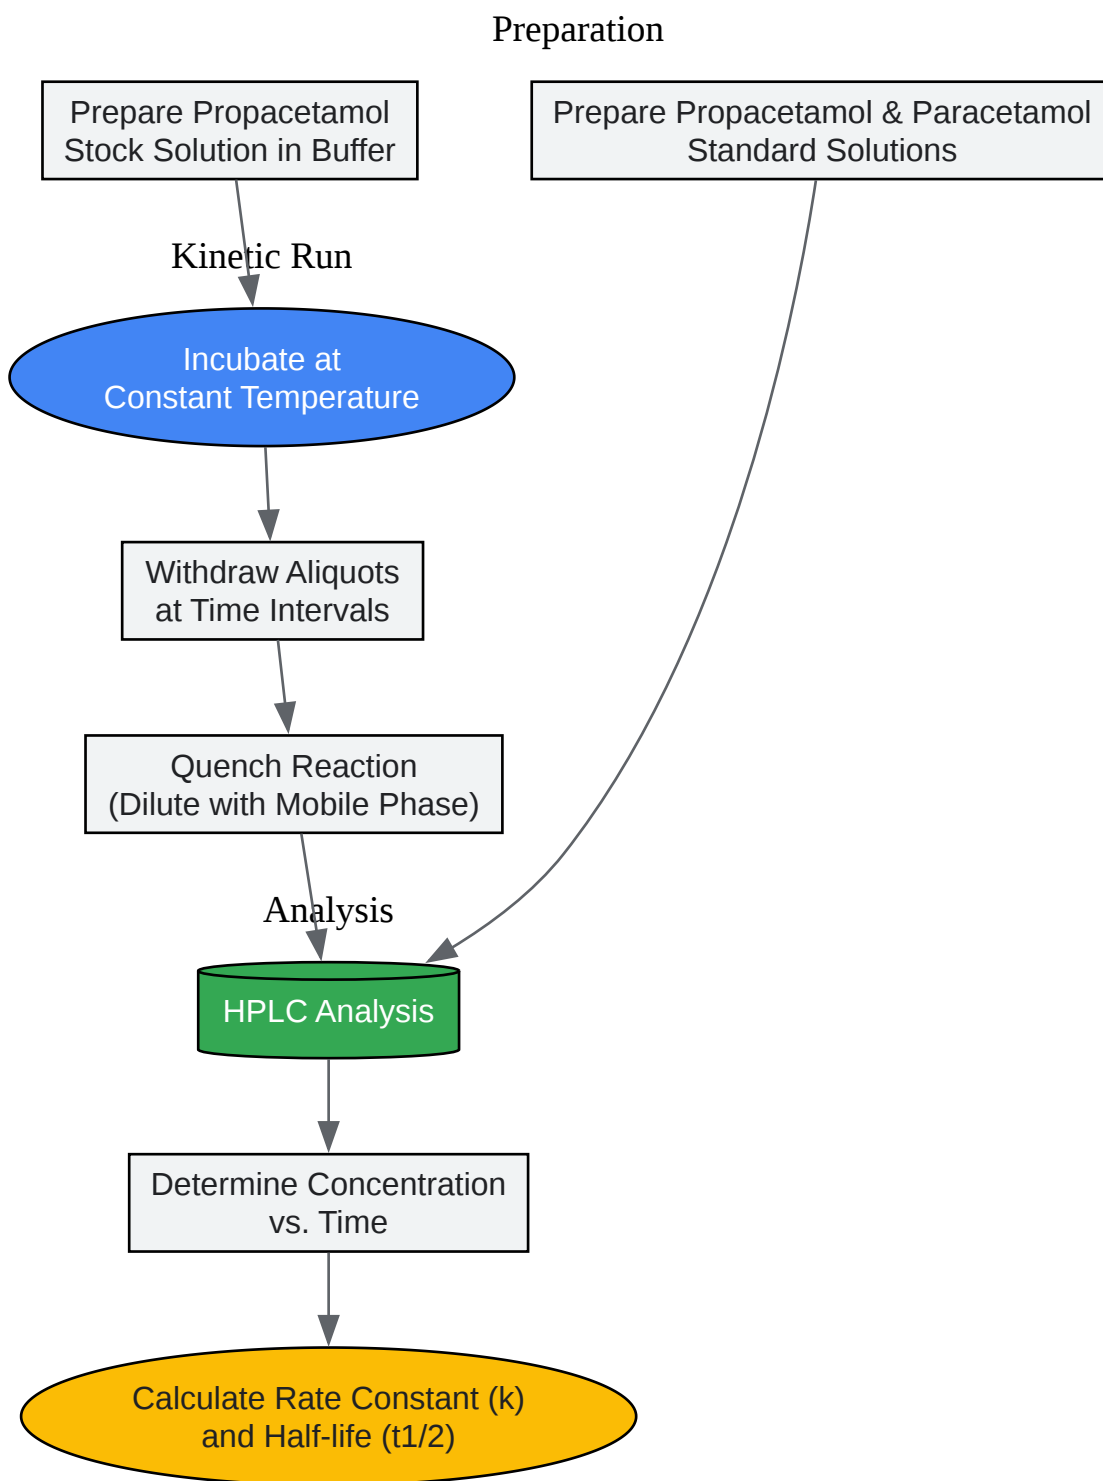 Preparation
Prepare Propacetamol
Stock Solution in Buffer
Prepare Propacetamol & Paracetamol
Standard Solutions
Kinetic Run
Incubate at
Constant Temperature
Withdraw Aliquots
at Time Intervals
Quench Reaction
(Dilute with Mobile Phase)
Analysis
HPLC Analysis
Determine Concentration
vs. Time
Calculate Rate Constant (k)
and Half-life (t1/2)